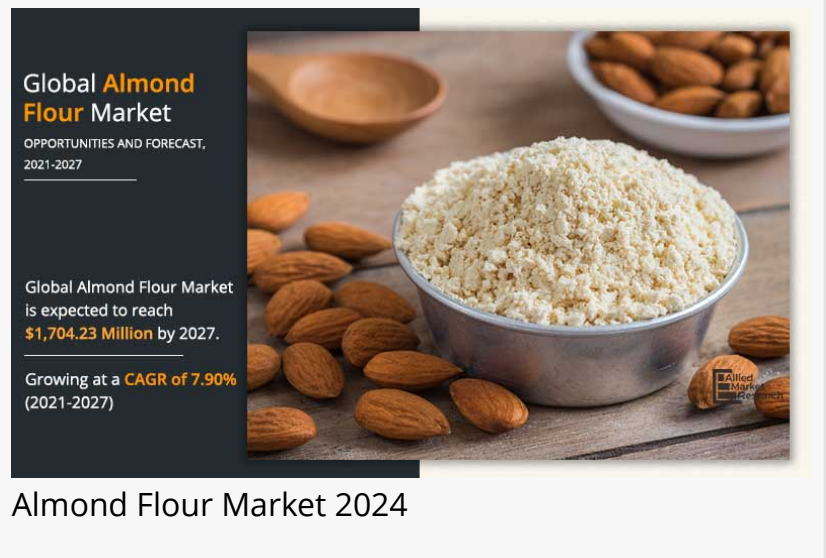 Global Almond
Flour Market
OPPORTUNITIES AND FORECAST,
2021-2027
Global Almond Flour Market
is expected to reach
$1,704.23 Million by 2027.
Growing at a CAGR of 7.90%
(2021-2027)
Allied
Market
Research
Almond Flour Market 2024